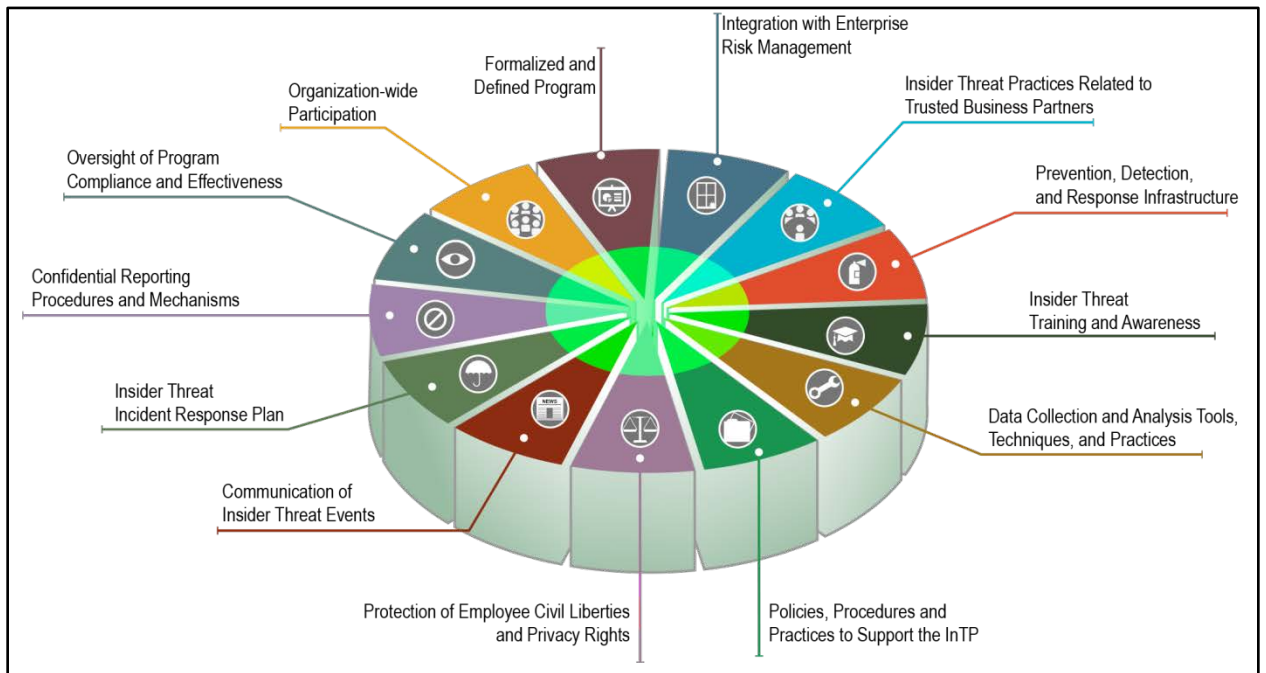 Integration with Enterprise
Risk Management
Formalized and
Defined Program
Insider Threat Practices Related to
Trusted Business Partners
Organization-wide
Participation
Oversight of Program
Compliance and Effectiveness
Prevention, Detection,
and Response Infrastructure
Confidential Reporting
Procedures and Mechanisms
Insider Threat
Training and Awareness
Insider Threat
Incident Response Plan
NEWS
Data Collection and Analysis Tools,
Techniques, and Practices
Communication of
Insider Threat Events
Protection of Employee Civil Liberties
and Privacy Rights
Policies, Procedures and
Practices to Support the InTP